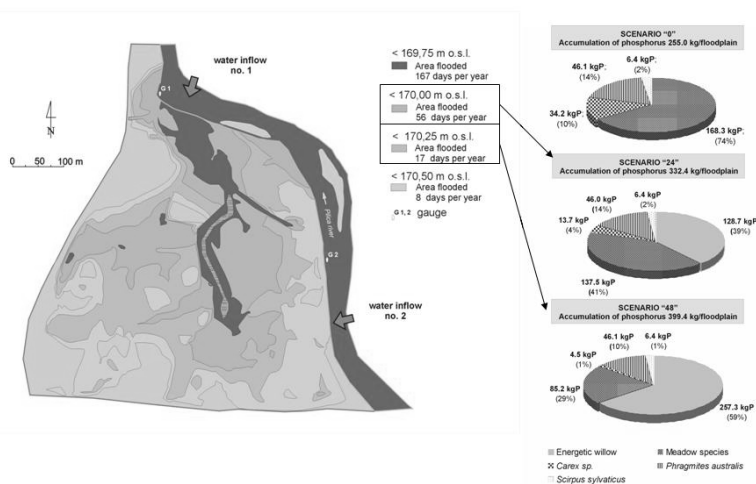 water inflow
no. 1
G 1
N
0 50 100 m
Pilica river
G 2
water inflow
no. 2
< 169,75 m o.s.l.
Area flooded
167 days per year
< 170,00 m o.s.l.
Area flooded
56 days per year
< 170,25 m o.s.l.
Area flooded
17 days per year
< 170,50 m o.s.l.
Area flooded
8 days per year
G 1, 2 gauge
SCENARIO "0"
Accumulation of phosphorus 255.0 kg/floodplain
46.1 kgP;
(14%)
6.4 kgP;
(2%)
34.2 kgP;
(10%)
168.3 kgP;
(74%)
SCENARIO "24"
Accumulation of phosphorus 332.4 kg/floodplain
46.0 kgP
(14%)
6.4 kgP
(2%)
13.7 kgP
(4%)
128.7 kgP
(39%)
137.5 kgP
(41%)
SCENARIO "48"
Accumulation of phosphorus 399.4 kg/floodplain
46.1 kgP
(10%)
6.4 kgP
(1%)
4.5 kgP
(1%)
85.2 kgP
(29%)
257.3 kgP
(59%)
Energetic willow
Meadow species
Carex sp.
Phragmites australis
Scirpus sylvaticus